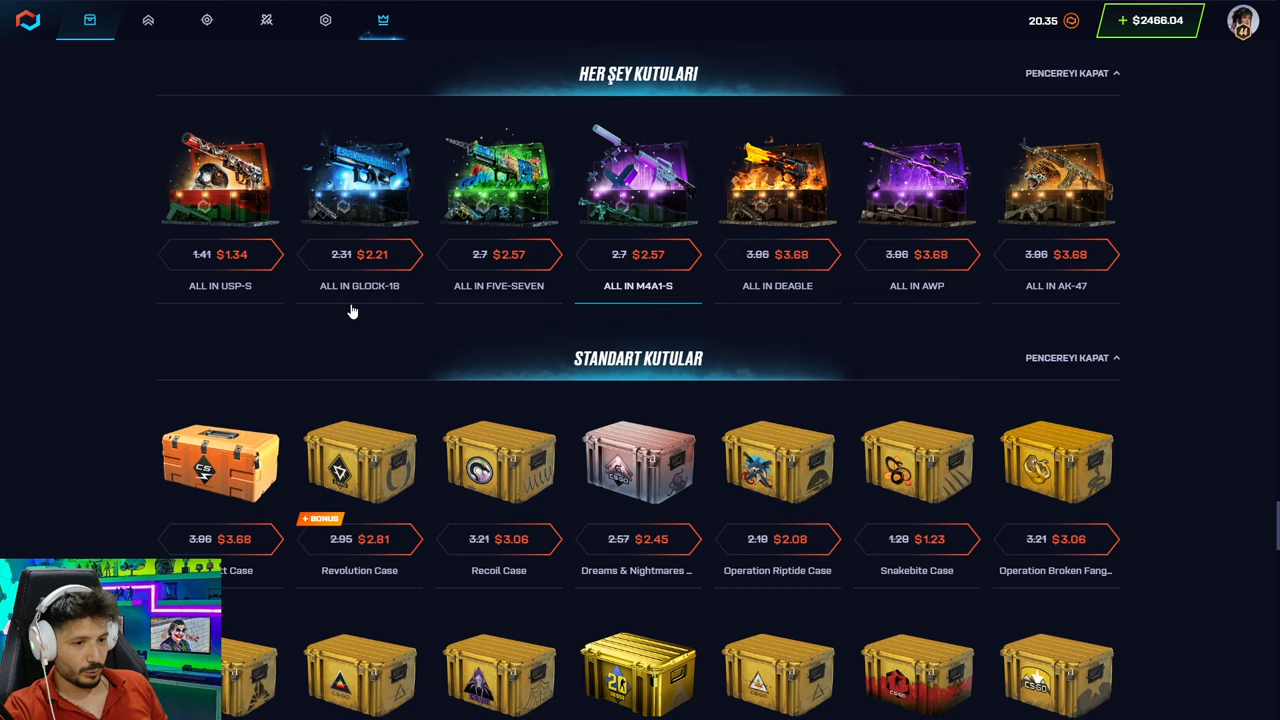 20.35
+ $2466.04
44
HER ŞEY KUTULARI
PENCEREYI KAPAT
1.41 $1.34
2.31 $2.21
2.7 $2.57
2.7 $2.57
3.86 $3.68
3.86 $3.68
3.86 $3.68
ALL IN USP-S
ALL IN GLOCK-18
ALL IN FIVE-SEVEN
ALL IN M4A1-S
ALL IN DEAGLE
ALL IN AWP
ALL IN AK-47
STANDART KUTULAR
PENCEREYI KAPAT
+ BONUS
3.86 $3.68
2.95 $2.81
3.21 $3.06
2.57 $2.45
2.18 $2.08
1.28 $1.23
3.21 $3.06
Case
Revolution Case
Recoil Case
Dreams & Nightmares ...
Operation Riptide Case
Snakebite Case
Operation Broken Fang...